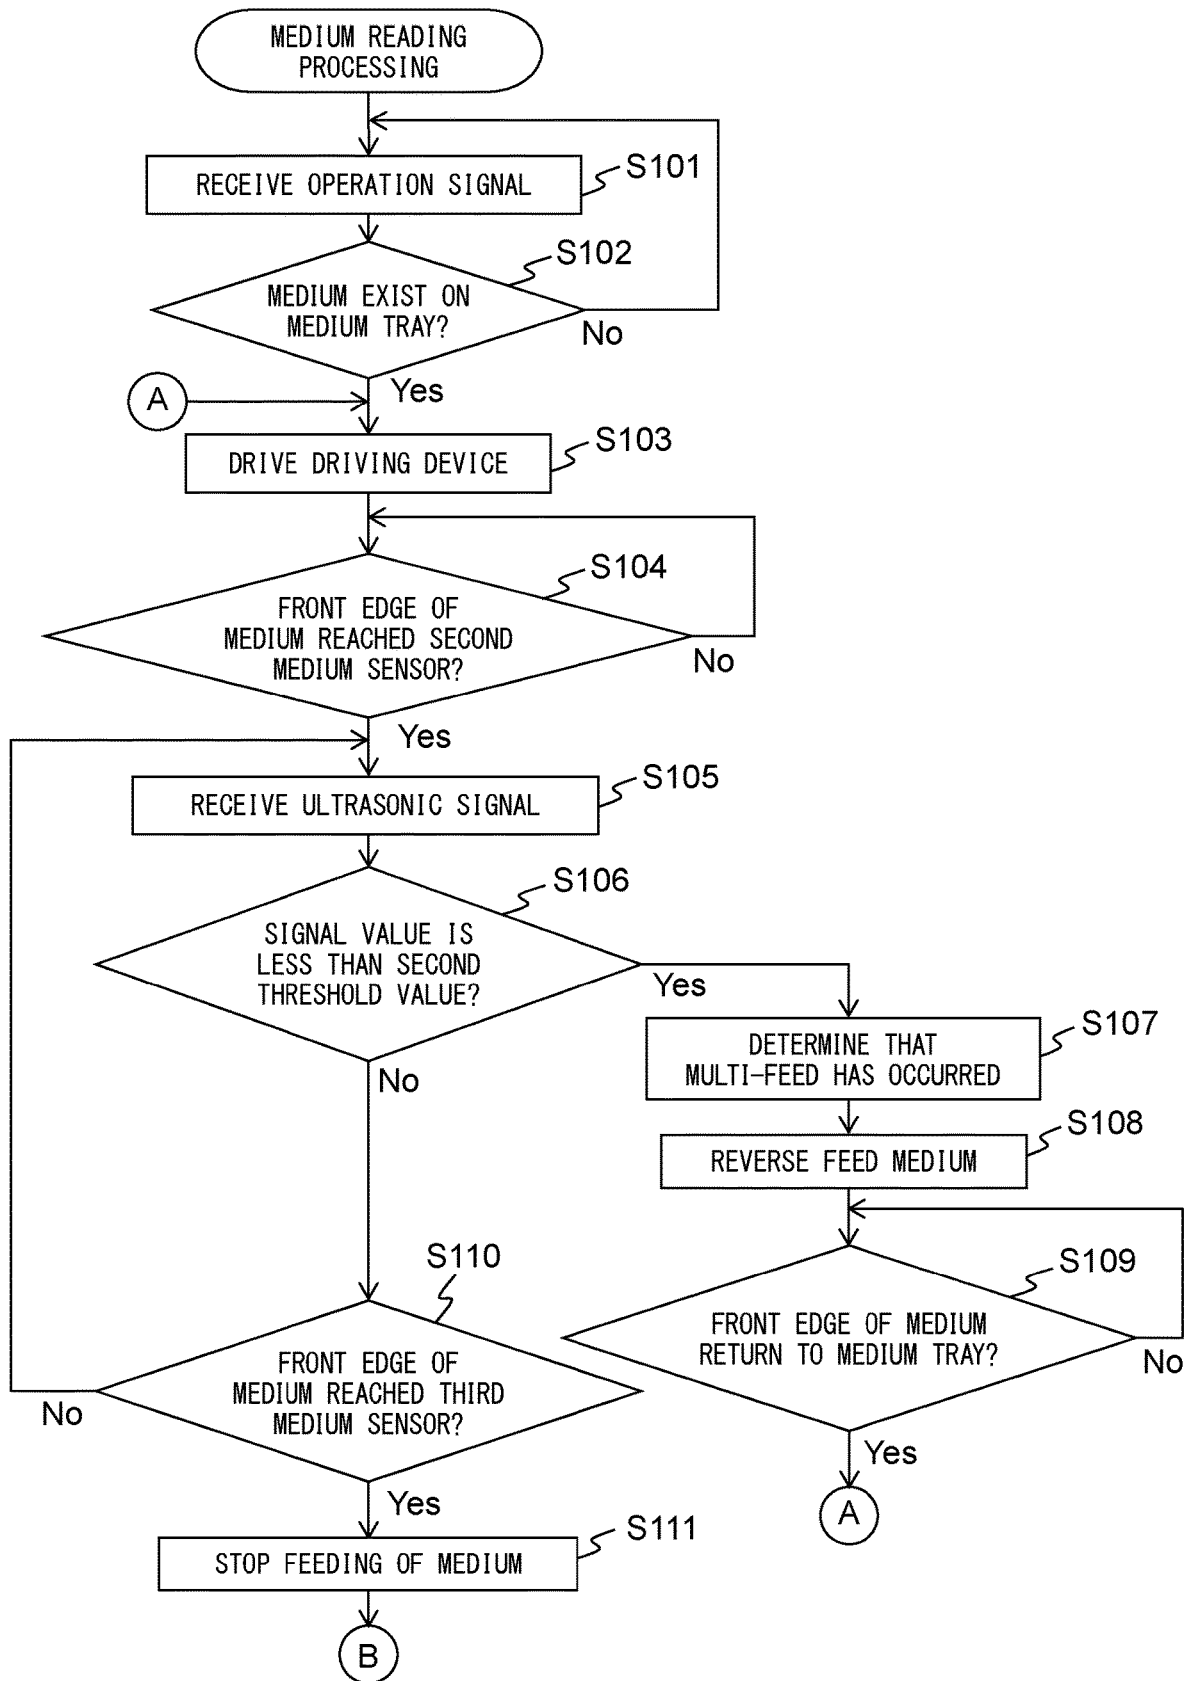 MEDIUM READING
PROCESSING
RECEIVE OPERATION SIGNAL
S101
MEDIUM EXIST ON
MEDIUM TRAY?
S102
No
Yes
A
DRIVE DRIVING DEVICE
S103
FRONT EDGE OF
MEDIUM REACHED SECOND
MEDIUM SENSOR?
S104
No
Yes
RECEIVE ULTRASONIC SIGNAL
S105
SIGNAL VALUE IS
LESS THAN SECOND
THRESHOLD VALUE?
S106
Yes
No
DETERMINE THAT
MULTI-FEED HAS OCCURRED
S107
REVERSE FEED MEDIUM
S108
FRONT EDGE OF MEDIUM
RETURN TO MEDIUM TRAY?
S109
No
Yes
A
FRONT EDGE OF
MEDIUM REACHED THIRD
MEDIUM SENSOR?
S110
No
Yes
STOP FEEDING OF MEDIUM
S111
B